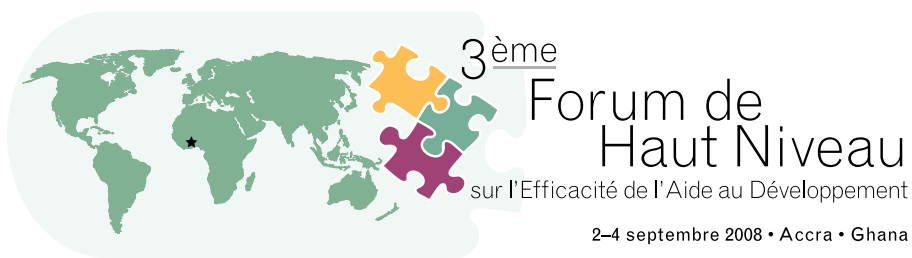 3ème
Forum de
Haut Niveau
sur l'Efficacité de l'Aide au Développement
2–4 septembre 2008 • Accra • Ghana